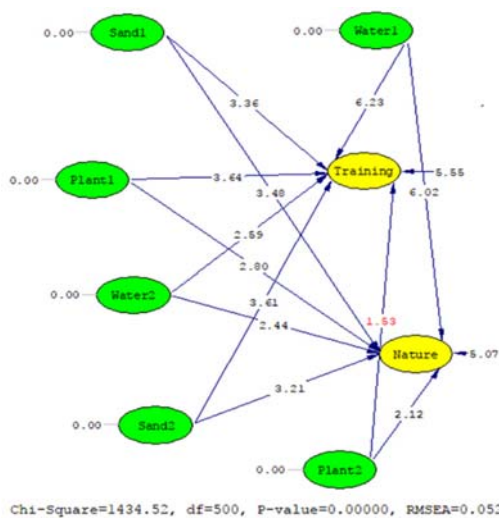 0.00 Sand1
0.00 Water1
3.36
6.23
0.00 Plant1
3.64
Training
5.55
3.48
6.02
2.59
2.80
0.00 Water2
3.61
2.44
1.53
Nature
5.07
3.21
2.12
0.00 Sand2
0.00 Plant2
Chi-Square=1434.52, df=500, P-value=0.00000,